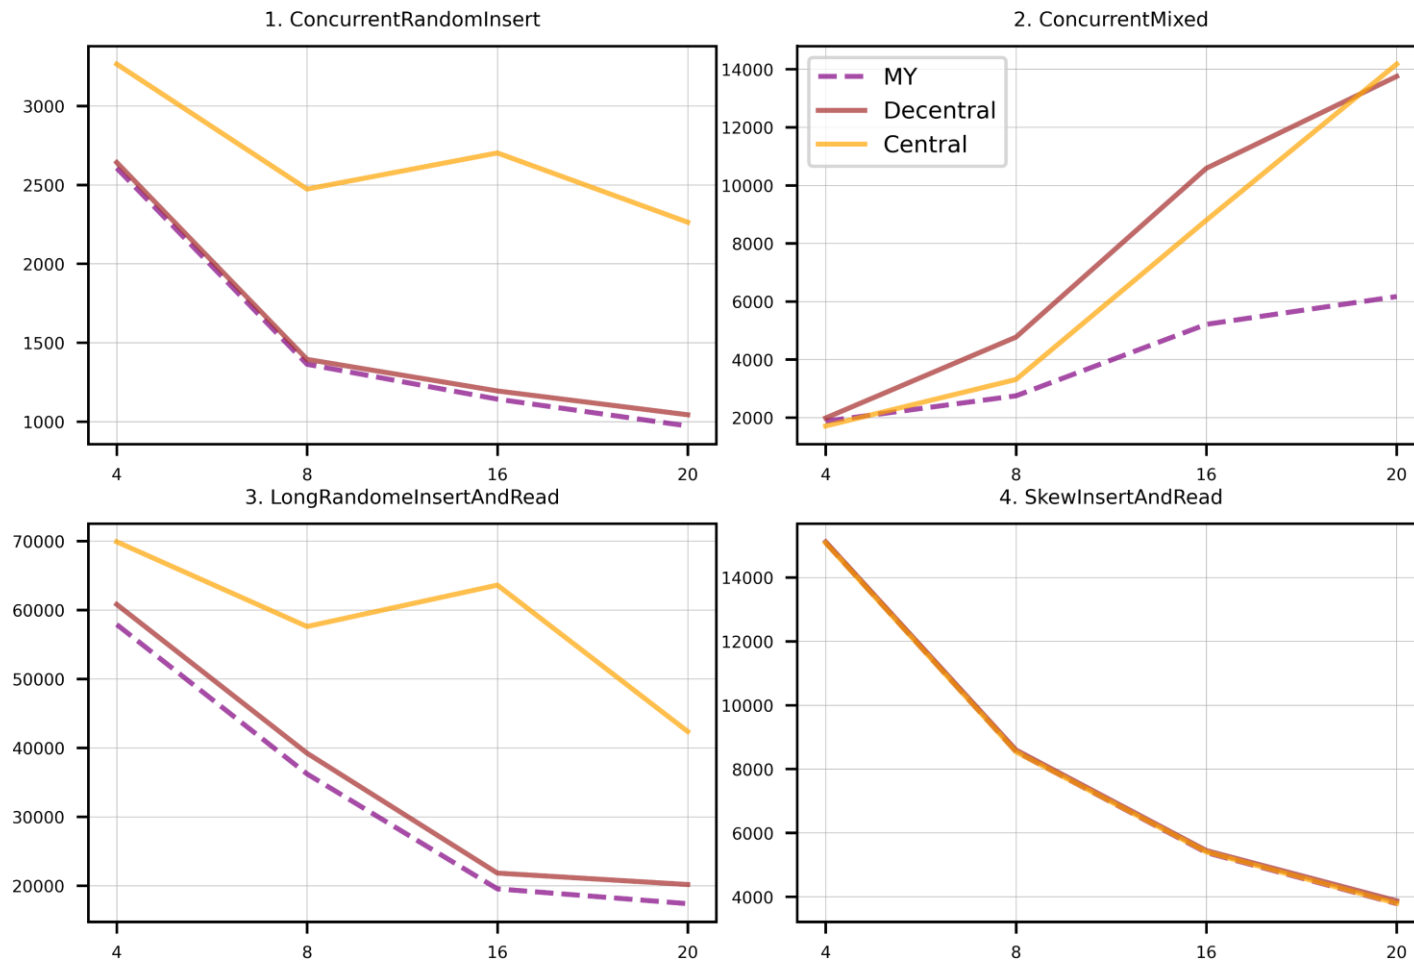 1. ConcurrentRandomInsert
3000
2500
2000
1500
1000
4 8 16 20
2. ConcurrentMixed
MY
Decentral
Central
14000
12000
10000
8000
6000
4000
2000
4 8 16 20
3. LongRandomeInsertAndRead
70000
60000
50000
40000
30000
20000
4 8 16 20
4. SkewInsertAndRead
14000
12000
10000
8000
6000
4000
4 8 16 20